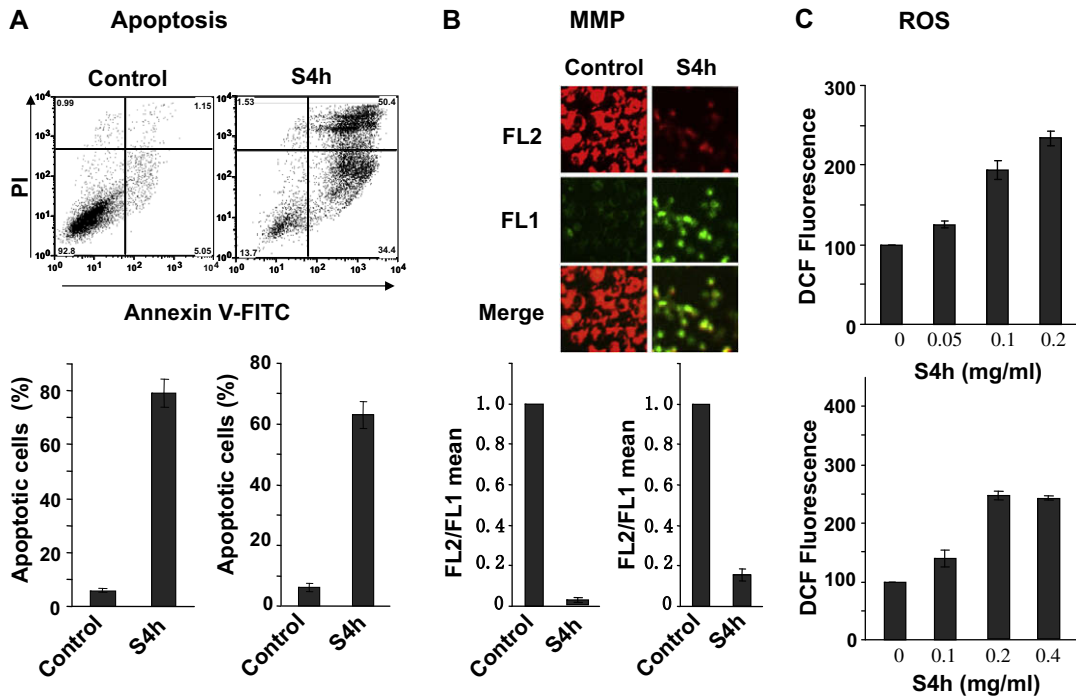 A Apoptosis
Control S4h
0.99 1.15
92.8 5.05
1.53 50.4
13.7 34.4
PI
10⁴
10³
10²
10¹
10⁰
10⁰ 10¹ 10² 10³
10⁴
10³
10²
10¹
10⁰
10⁰ 10¹ 10² 10³ 10⁴
Annexin V-FITC
Apoptotic cells (%)
80
60
40
20
0
Control S4h
Apoptotic cells (%)
80
60
40
20
0
Control S4h
B MMP
Control S4h
FL2
FL1
Merge
FL2/FL1 mean
1.0
0.8
0.6
0.4
0.2
0
Control S4h
FL2/FL1 mean
1.0
0.8
0.6
0.4
0.2
0
Control S4h
C ROS
DCF Fluorescence
300
200
100
0
0 0.05 0.1 0.2
S4h (mg/ml)
DCF Fluorescence
400
300
200
100
0
0 0.1 0.2 0.4
S4h (mg/ml)